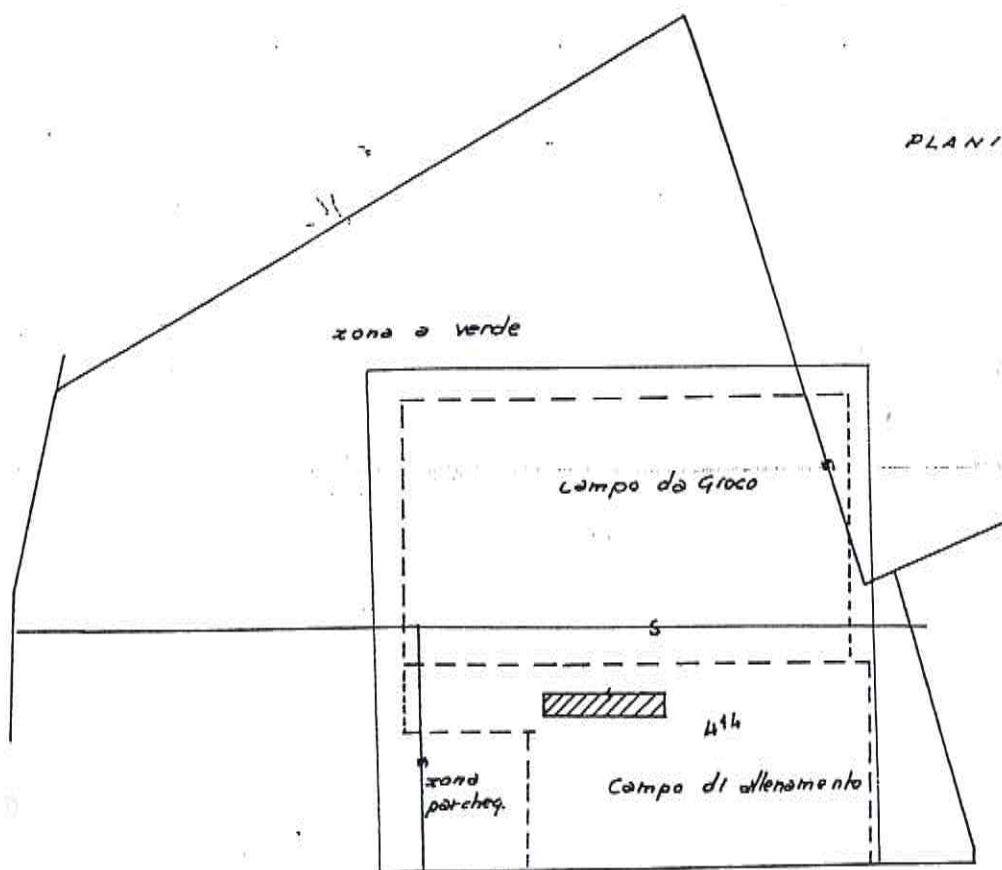 PLANI
zona a verde
campo da Gioco
S
S
414
zona
parcheg.
Campo di allenamento
S